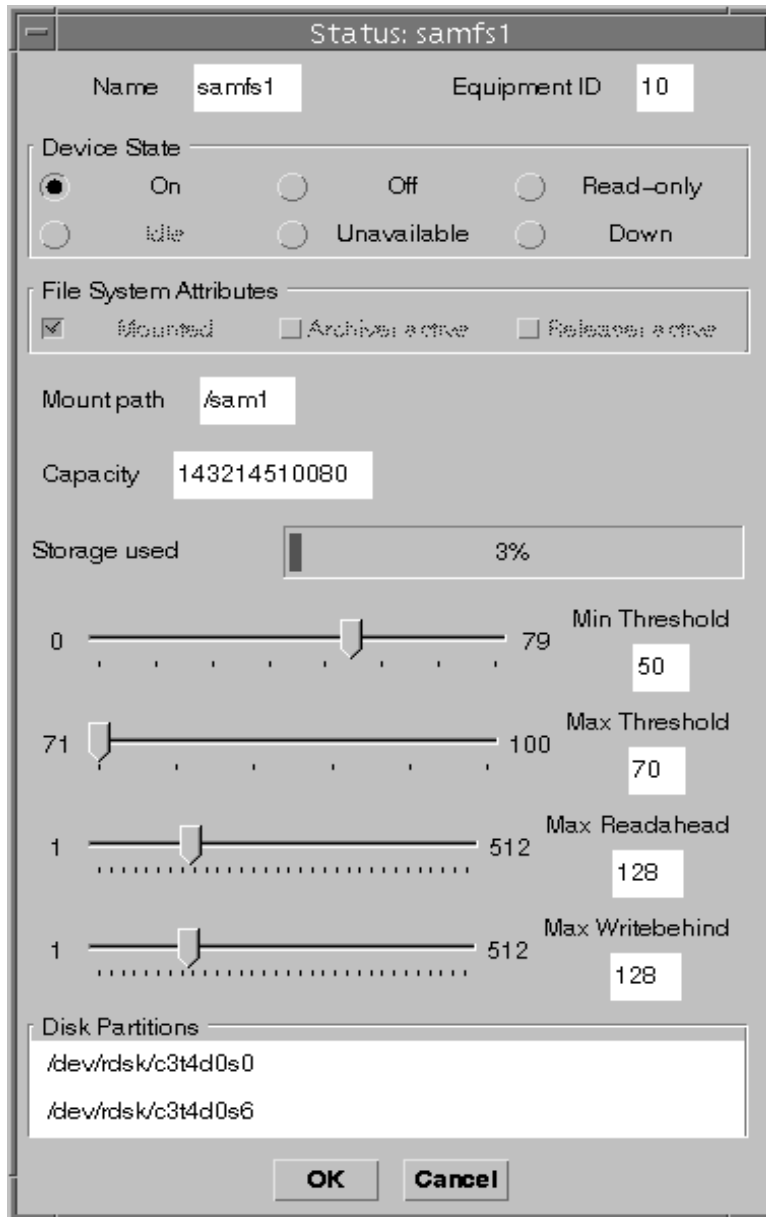 Status: samfs1
Name samfs1 Equipment ID 10
Device State
On Off Read-only
Idle Unavailable Down
File System Attributes
Mounted Archiver active Releaser active
Mount path /sam1
Capacity 143214510080
Storage used 3%
Min Threshold
0 79
50
Max Threshold
71 100
70
Max Readahead
1 512
128
Max Writebehind
1 512
128
Disk Partitions
/dev/rdsk/c3t4d0s0
/dev/rdsk/c3t4d0s6
OK Cancel